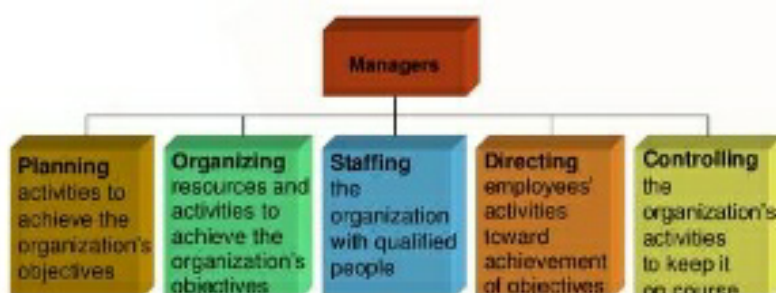 Managers
Planning
activities to
achieve the
organization's
objectives
Organizing
resources and
activities to
achieve the
organization's
objectives
Staffing
the
organization
with qualified
people
Directing
employees'
activities
toward
achievement
of objectives
Controlling
the
organization's
activities
to keep it
on course